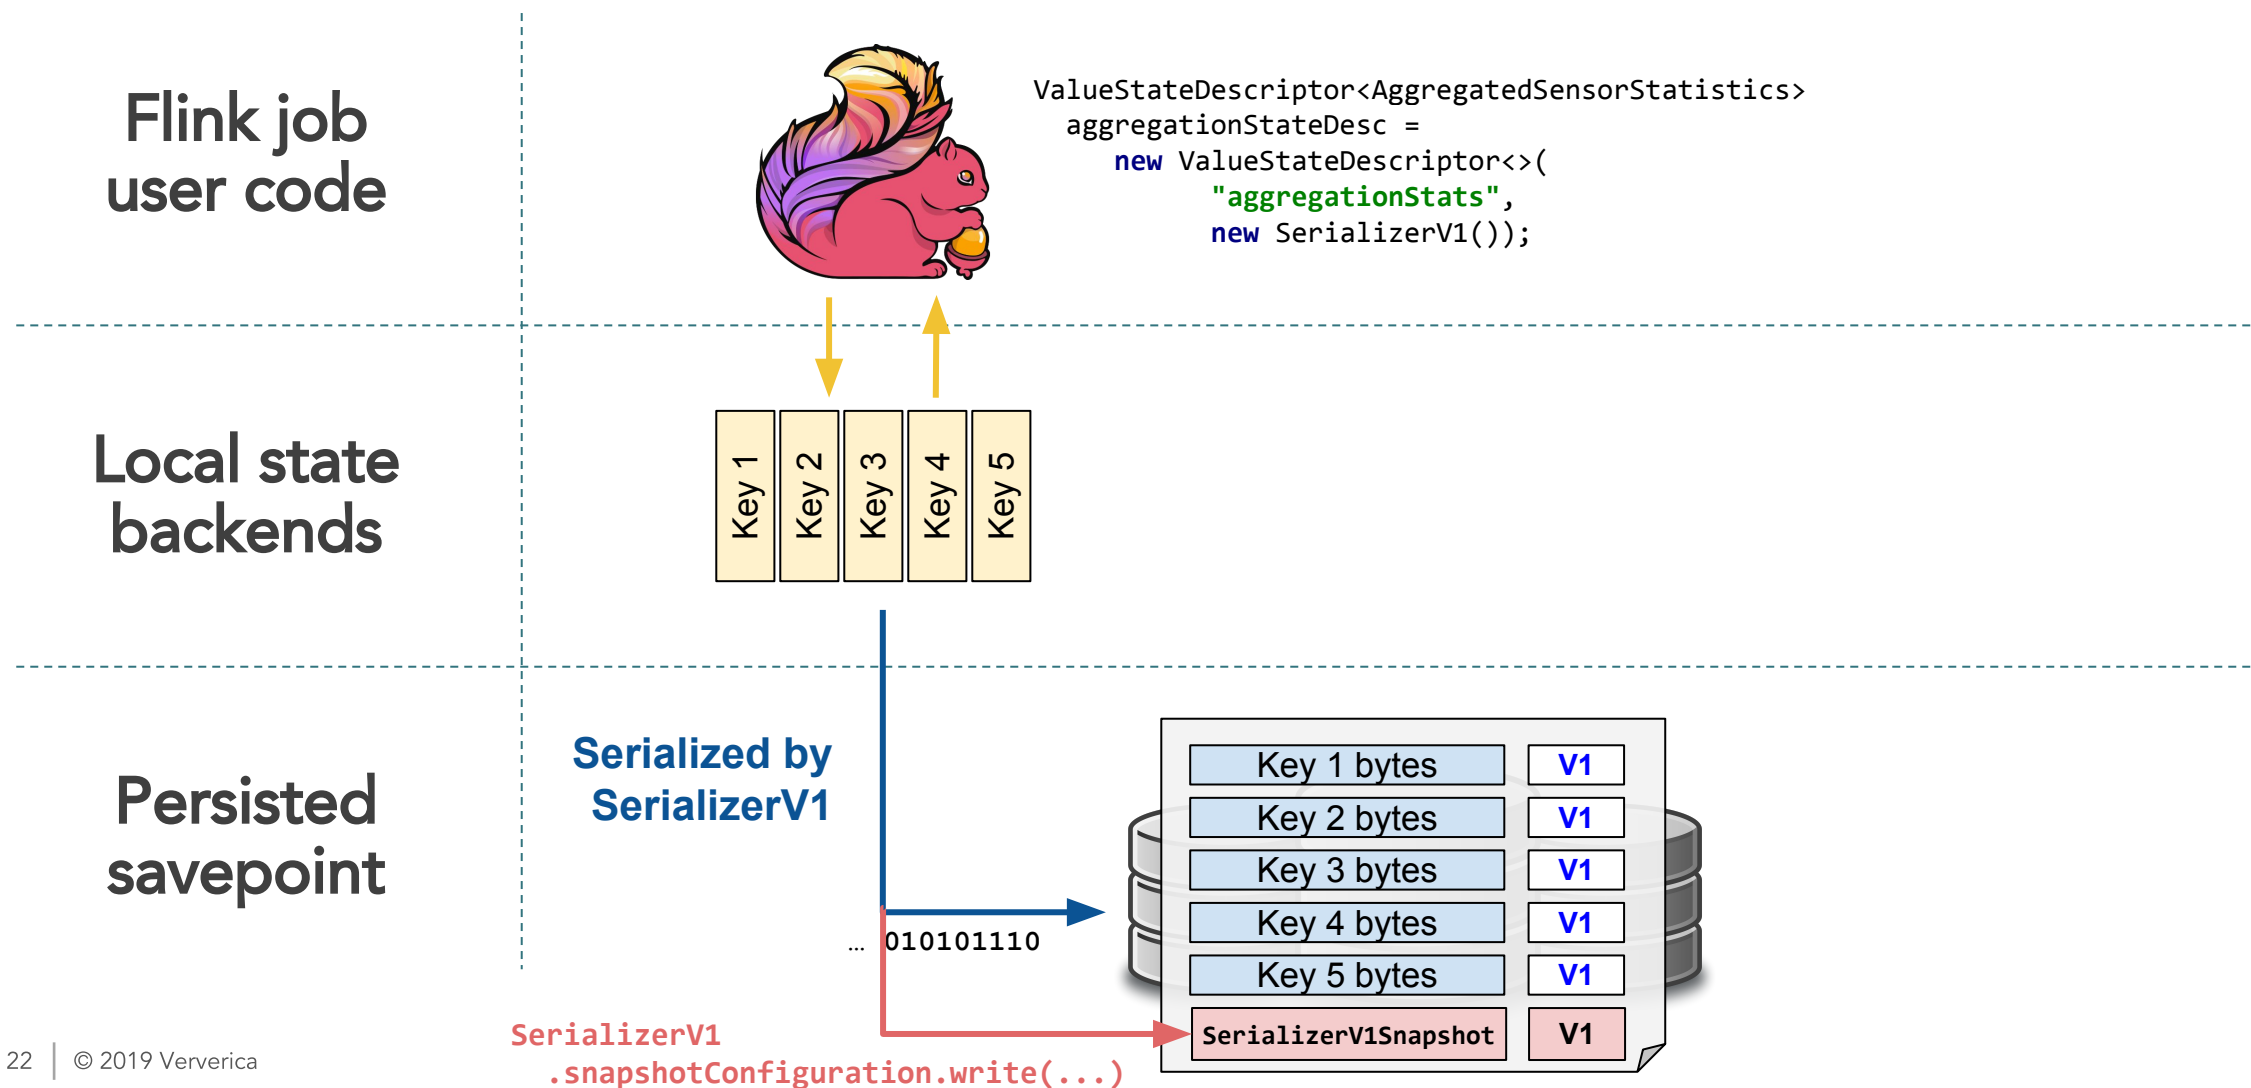 Flink job
user code
ValueStateDescriptor<AggregatedSensorStatistics>
aggregationStateDesc =
new ValueStateDescriptor<>(
"aggregationStats",
new SerializerV1());
Local state
backends
Key 1
Key 2
Key 3
Key 4
Key 5
Persisted
savepoint
Serialized by
SerializerV1
... 010101110
Key 1 bytes V1
Key 2 bytes V1
Key 3 bytes V1
Key 4 bytes V1
Key 5 bytes V1
SerializerV1Snapshot V1
SerializerV1
.snapshotConfiguration.write(...)
22 © 2019 Ververica